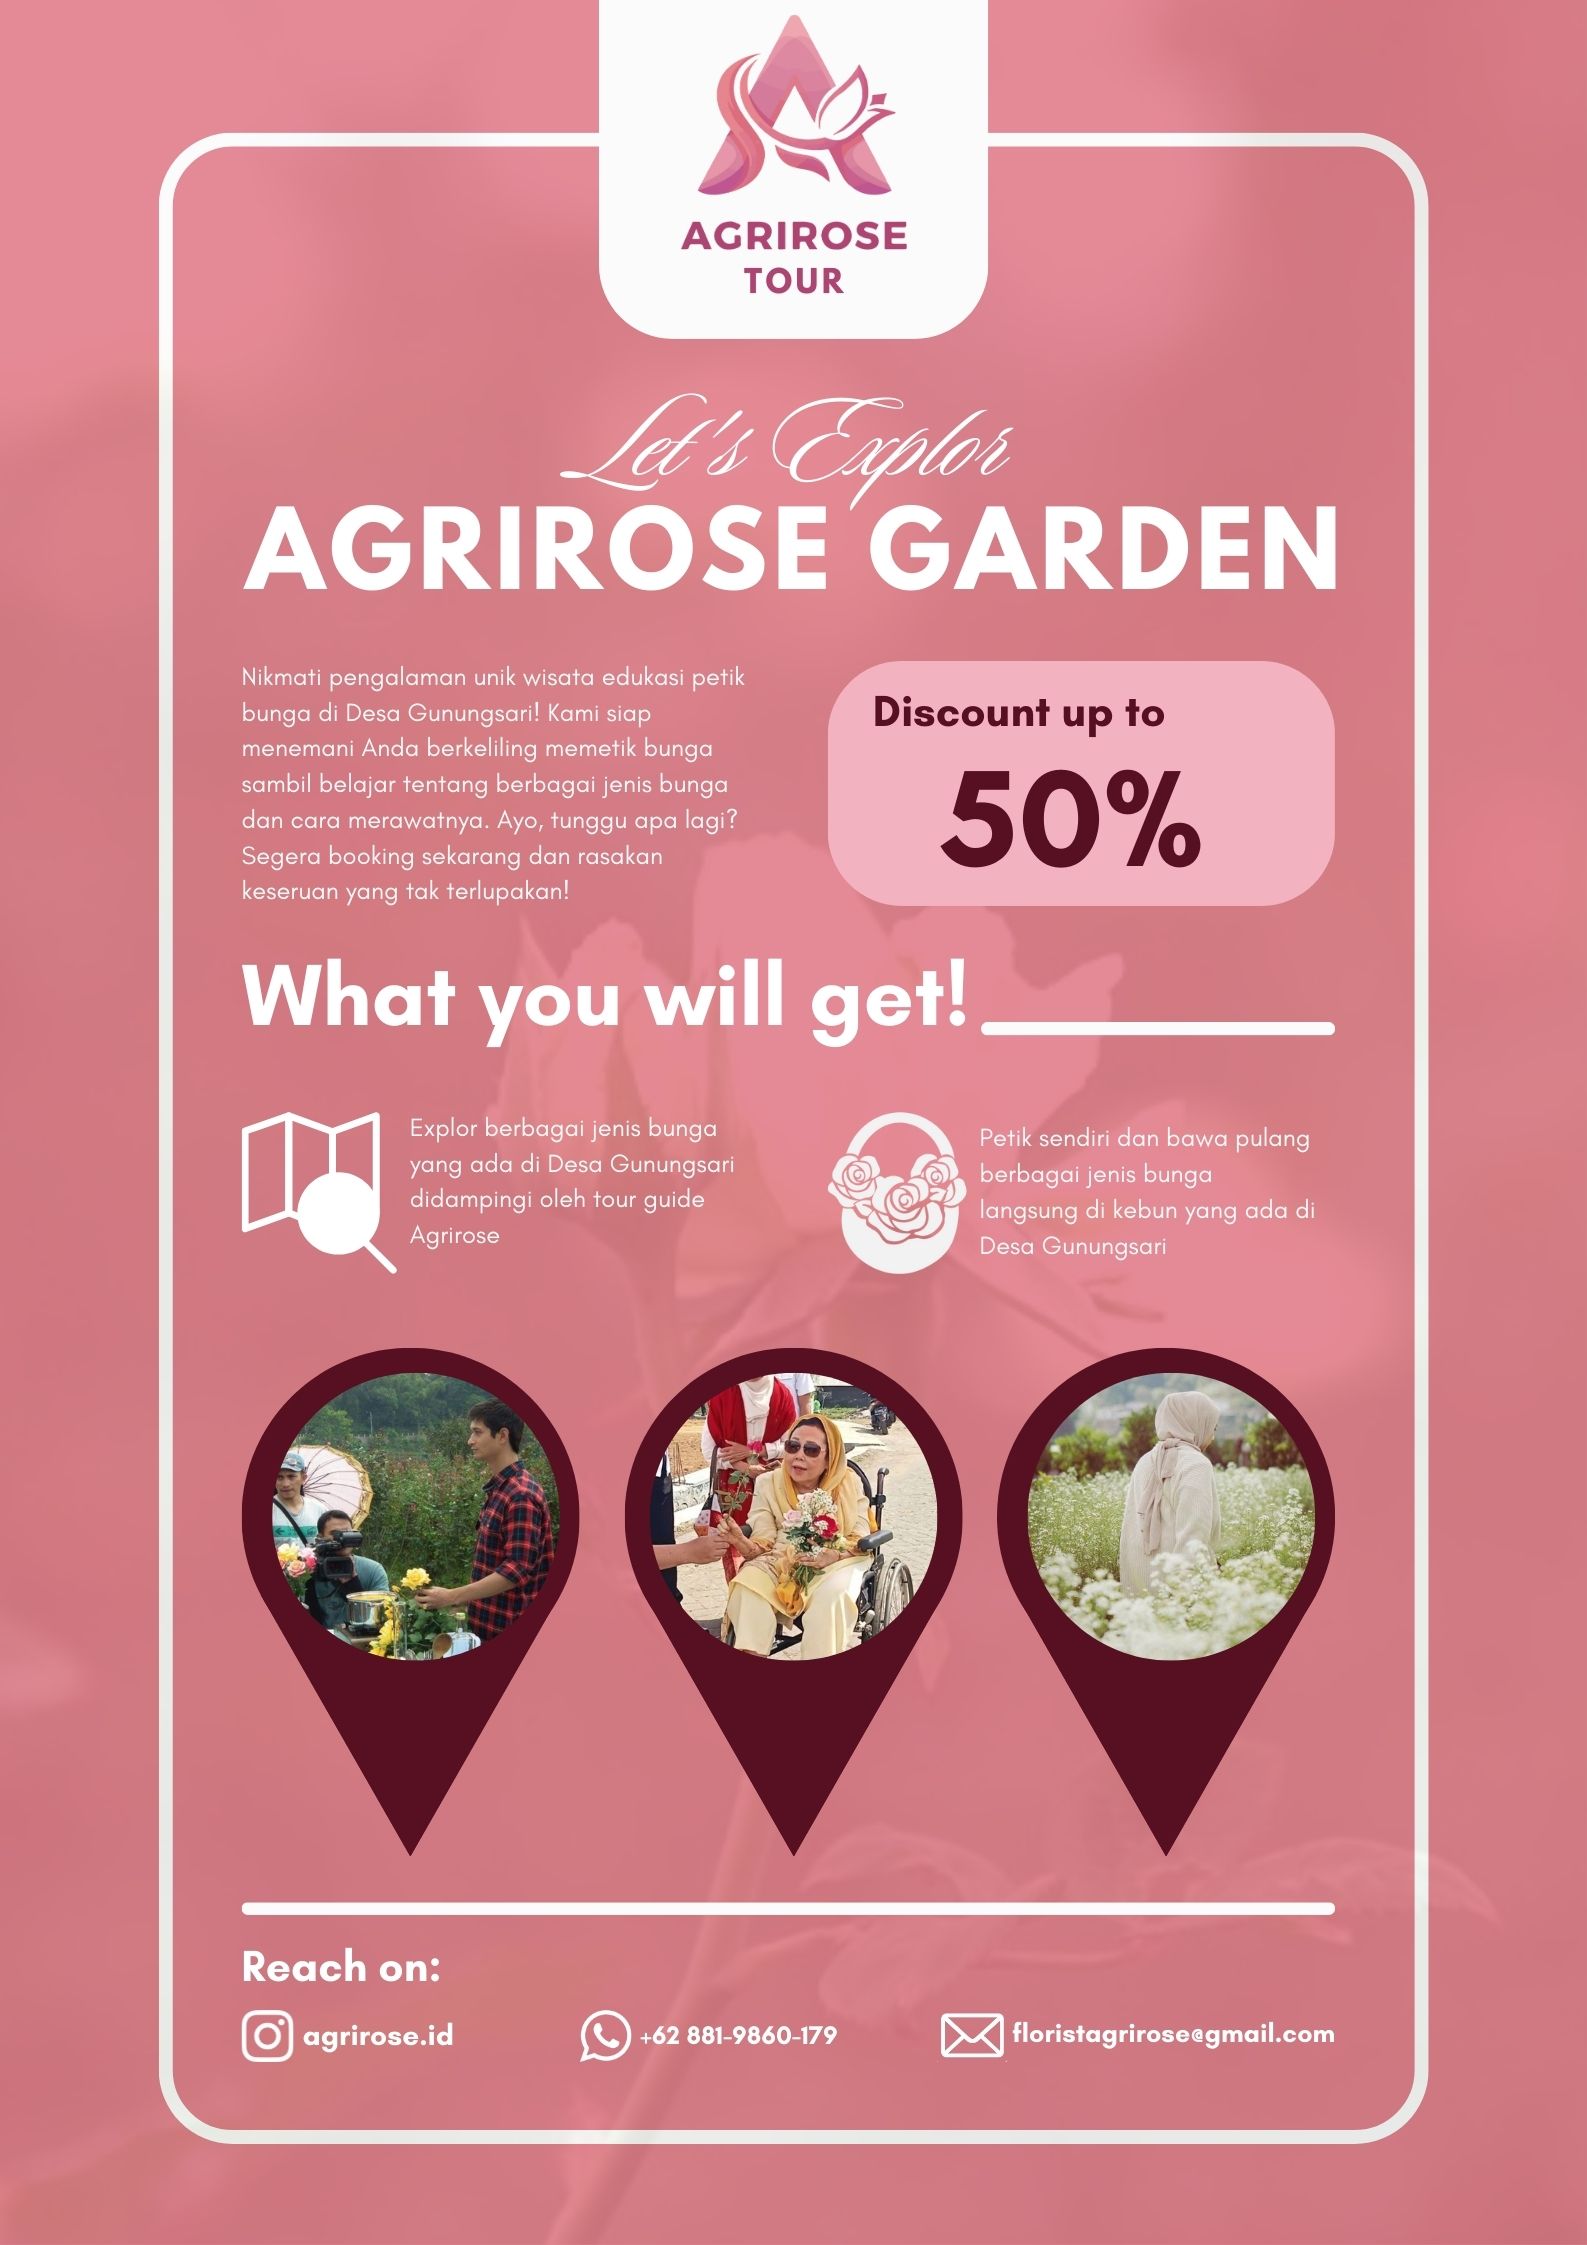 AGRIROSE
TOUR
Let's Explor
AGRIROSE GARDEN
Nikmati pengalaman unik wisata edukasi petik
bunga di Desa Gunungsari! Kami siap
menemani Anda berkeliling memetik bunga
sambil belajar tentang berbagai jenis bunga
dan cara merawatnya. Ayo, tunggu apa lagi?
Segera booking sekarang dan rasakan
keseruan yang tak terlupakan!
Discount up to
50%
What you will get!
Explor berbagai jenis bunga
yang ada di Desa Gunungsari
didampingi oleh tour guide
Agrirose
Petik sendiri dan bawa pulang
berbagai jenis bunga
langsung di kebun yang ada di
Desa Gunungsari
Reach on:
agrirose.id
+62 881-9860-179
floristagrirose@gmail.com